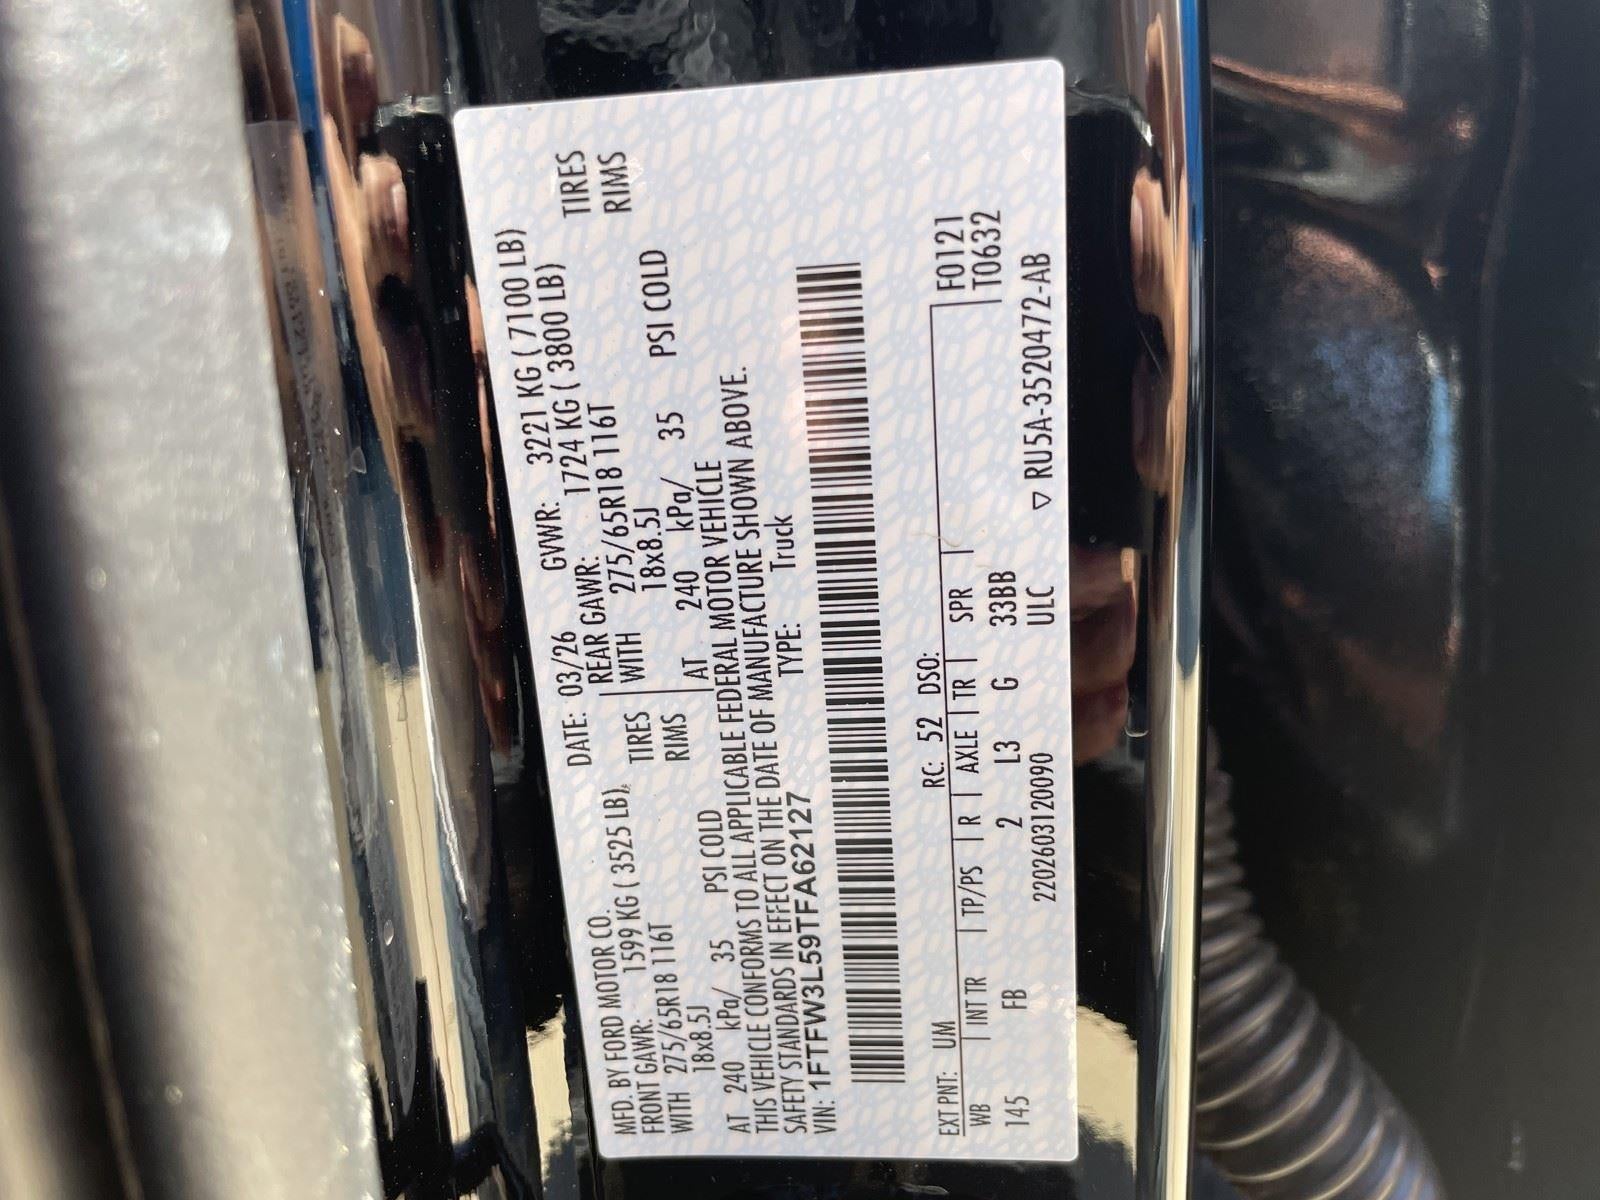 MFD. BY FORD MOTOR CO. DATE: 03/26 GVWR: 3221 KG ( 7100 LB)
FRONT GAWR: 1599 KG ( 3525 LB) REAR GAWR: 1724 KG ( 3800 LB)
WITH 275/65R18 116T TIRES WITH 275/65R18 116T TIRES
18x8.5J RIMS 18x8.5J RIMS
AT 240 kPa/ 35 PSI COLD AT 240 kPa/ 35 PSI COLD
THIS VEHICLE CONFORMS TO ALL APPLICABLE FEDERAL MOTOR VEHICLE
SAFETY STANDARDS IN EFFECT ON THE DATE OF MANUFACTURE SHOWN ABOVE.
VIN: 1FTFW3L59TFA62127 TYPE: Truck
EXT PNT: UM RC: 52 DSO: F0121
WB INT TR TP/PS R AXLE TR SPR T0632
145 FB 2 L3 G 33BB
2202603120090 ULC ▽ RU5A-3520472-AB